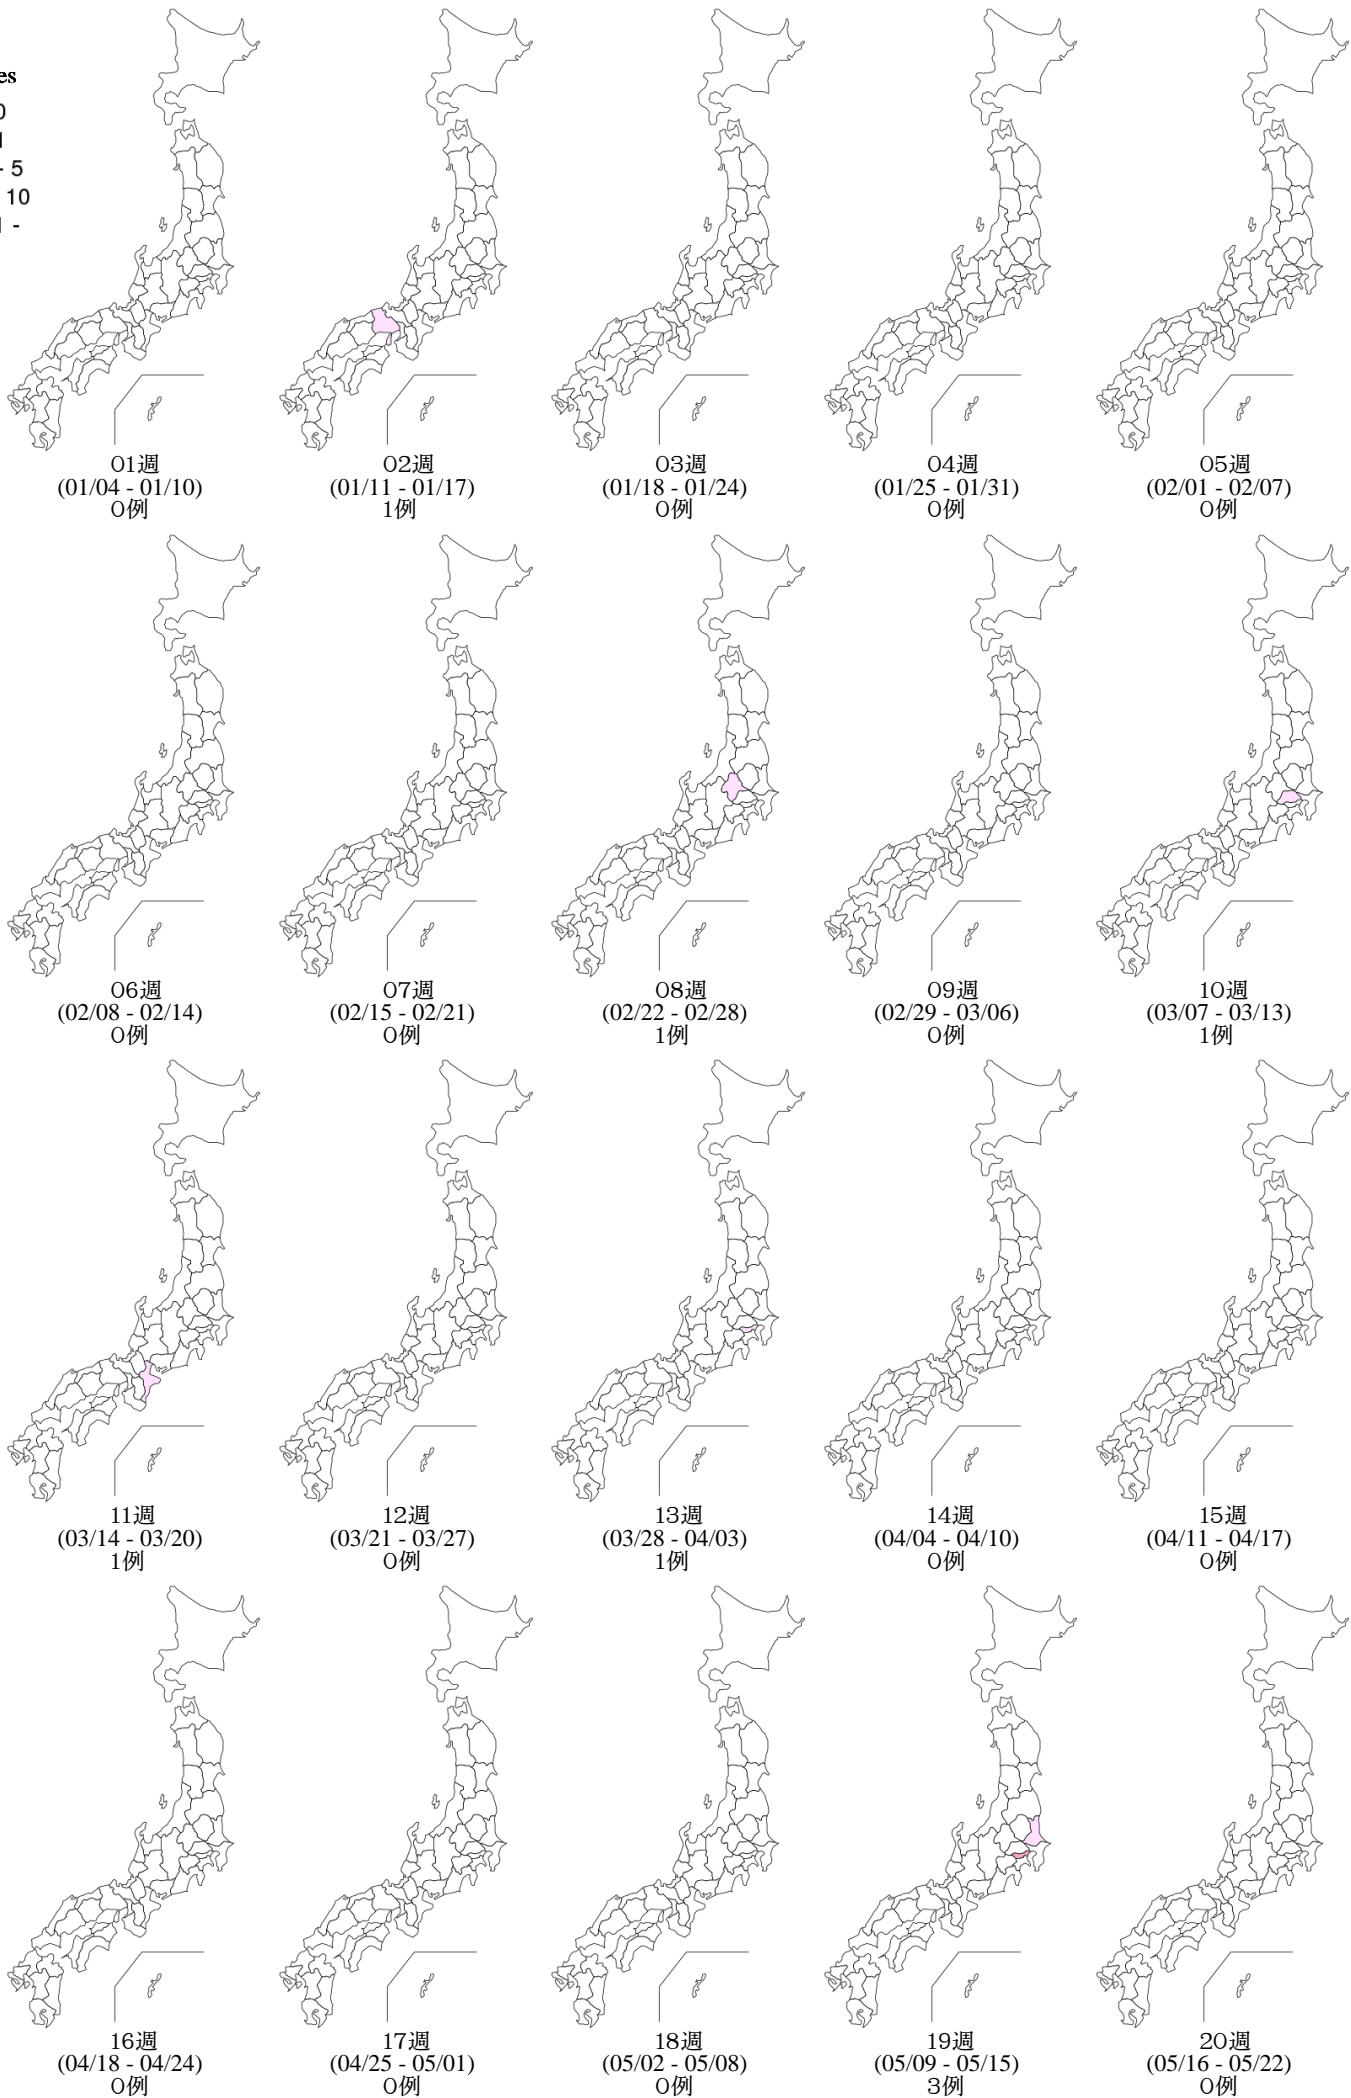 es
0
1
- 5
10
1 -
01週
(01/04 - 01/10)
0例
02週
(01/11 - 01/17)
1例
03週
(01/18 - 01/24)
0例
04週
(01/25 - 01/31)
0例
05週
(02/01 - 02/07)
0例
06週
(02/08 - 02/14)
0例
07週
(02/15 - 02/21)
0例
08週
(02/22 - 02/28)
1例
09週
(02/29 - 03/06)
0例
10週
(03/07 - 03/13)
1例
11週
(03/14 - 03/20)
1例
12週
(03/21 - 03/27)
0例
13週
(03/28 - 04/03)
1例
14週
(04/04 - 04/10)
0例
15週
(04/11 - 04/17)
0例
16週
(04/18 - 04/24)
0例
17週
(04/25 - 05/01)
0例
18週
(05/02 - 05/08)
0例
19週
(05/09 - 05/15)
3例
20週
(05/16 - 05/22)
0例